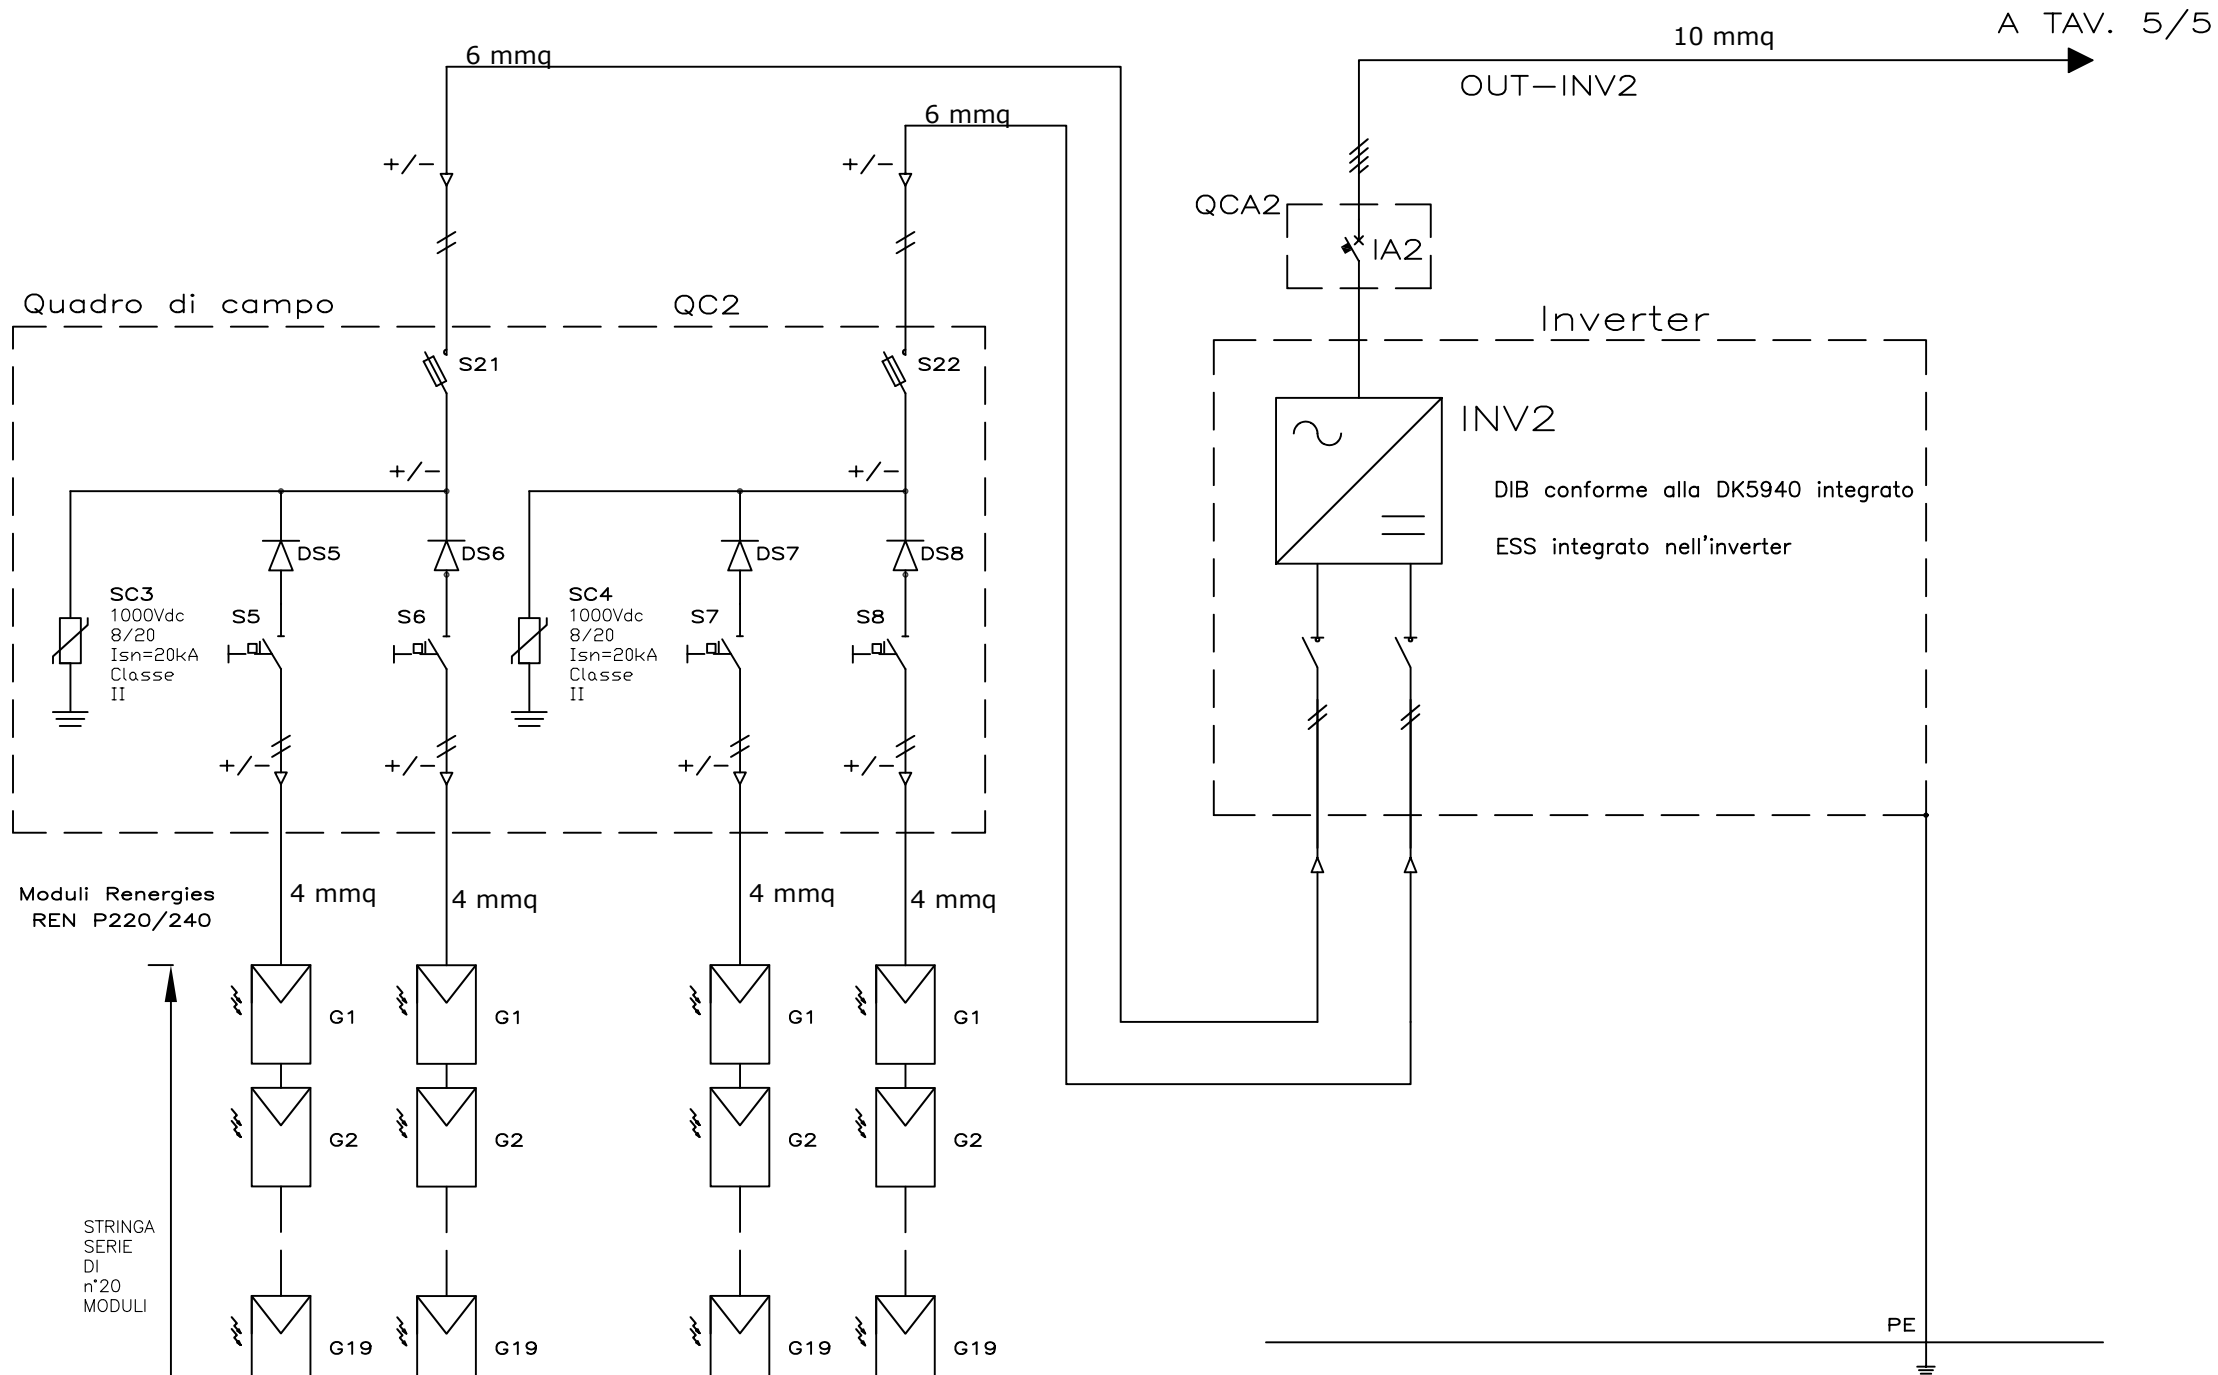 A TAV. 5/5
10 mmq
6 mmq
OUT-INV2
6 mmq
+/-
+/-
QCA2
IA2
Quadro di campo
QC2
Inverter
S21
S22
INV2
+/-
+/-
DIB conforme alla DK5940 integrato
ESS integrato nell'inverter
DS5
DS6
DS7
DS8
SC3
1000Vdc
8/20
Isn=20kA
Classe
II
S5
S6
SC4
1000Vdc
8/20
Isn=20kA
Classe
II
S7
S8
+/-
+/-
+/-
+/-
Moduli Renergies
REN P220/240
4 mmq
4 mmq
4 mmq
4 mmq
G1
G1
G1
G1
G2
G2
G2
G2
STRINGA
SERIE
DI
n°20
MODULI
G19
G19
G19
G19
PE